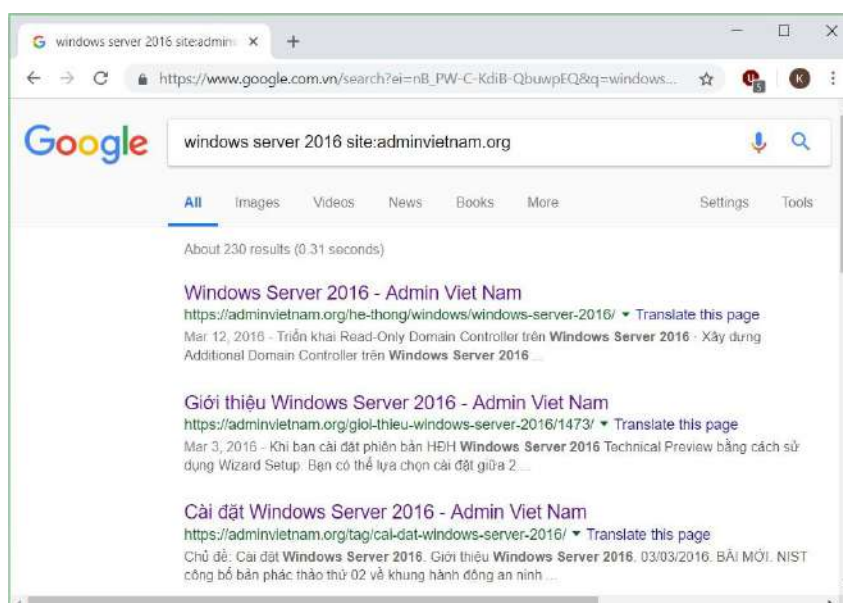 windows server 2016 site:admin
https://www.google.com.vn/search?ei=nB_PW-C-KdiB-QbuwpEQ&q=windows...
K
5
Google
windows server 2016 site:adminvietnam.org
All Images Videos News Books More Settings Tools
About 230 results (0.31 seconds)
Windows Server 2016 - Admin Viet Nam
https://adminvietnam.org/he-thong/windows/windows-server-2016/ Translate this page
Mar 12, 2016 - Triển khai Read-Only Domain Controller trên Windows Server 2016 · Xây dựng
Additional Domain Controller trên Windows Server 2016 ...
Giới thiệu Windows Server 2016 - Admin Viet Nam
https://adminvietnam.org/gioi-thieu-windows-server-2016/1473/ Translate this page
Mar 3, 2016 - Khi bạn cài đặt phiên bản HĐH Windows Server 2016 Technical Preview bằng cách sử
dụng Wizard Setup. Bạn có thể lựa chọn cài đặt giữa 2 ...
Cài đặt Windows Server 2016 - Admin Viet Nam
https://adminvietnam.org/tag/cai-dat-windows-server-2016/ Translate this page
Chủ đề: Cài đặt Windows Server 2016. Giới thiệu Windows Server 2016. 03/03/2016. BÀI MỚI. NIST
công bố bản phác thảo thứ 02 về khung hành động an ninh ...